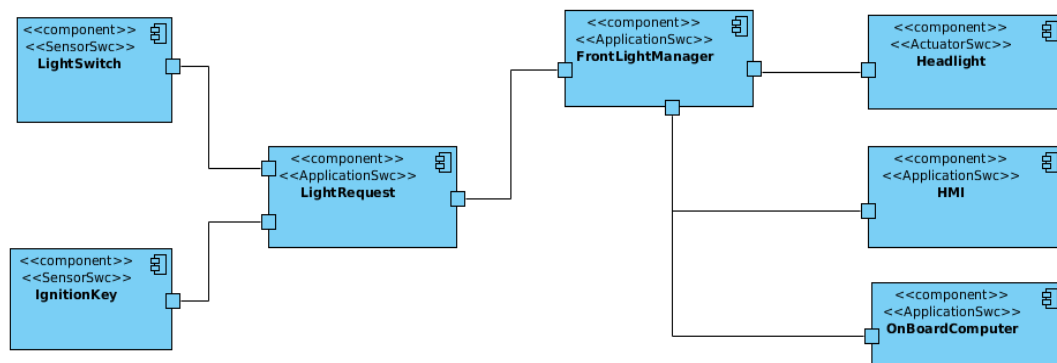 <<component>>
<<SensorSwc>>
LightSwitch
<<component>>
<<ApplicationSwc>>
FrontLightManager
<<component>>
<<ActuatorSwc>>
Headlight
<<component>>
<<ApplicationSwc>>
LightRequest
<<component>>
<<ApplicationSwc>>
HMI
<<component>>
<<SensorSwc>>
IgnitionKey
<<component>>
<<ApplicationSwc>>
OnBoardComputer